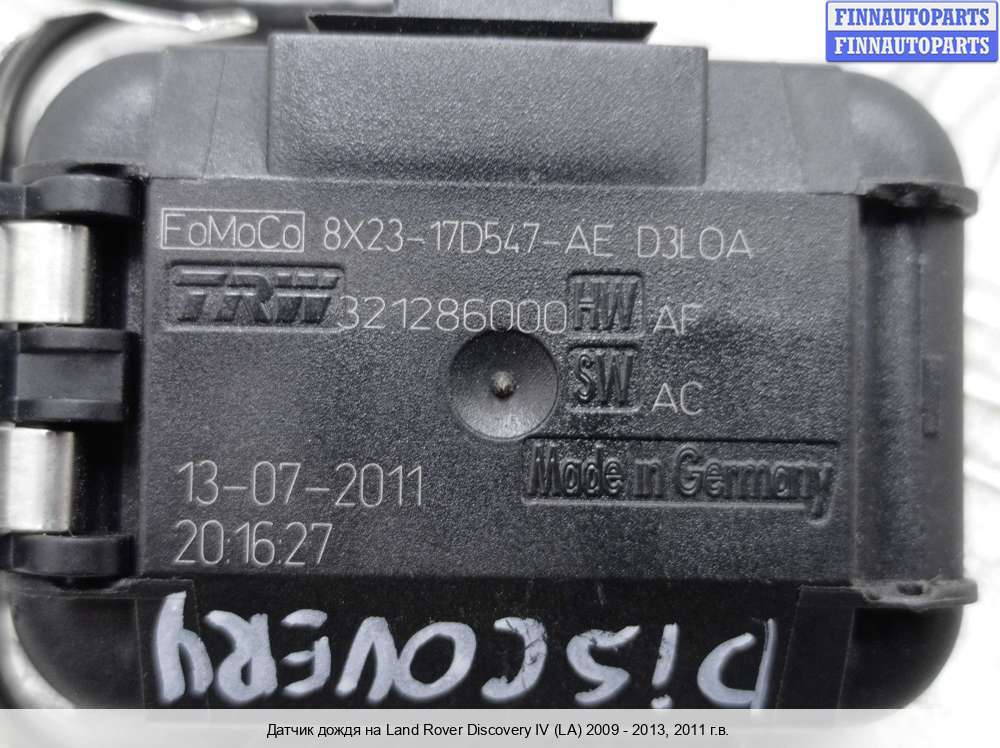 FINNAUTOPARTS
FINNAUTOPARTS
FoMoCo 8X23-17D547-AE D3LOA
TRW 321286000 HW AF
SW AC
Made in Germany
13-07-2011
20:16:27
DiSCOVERY
Датчик дождя на Land Rover Discovery IV (LA) 2009 - 2013, 2011 г.в.